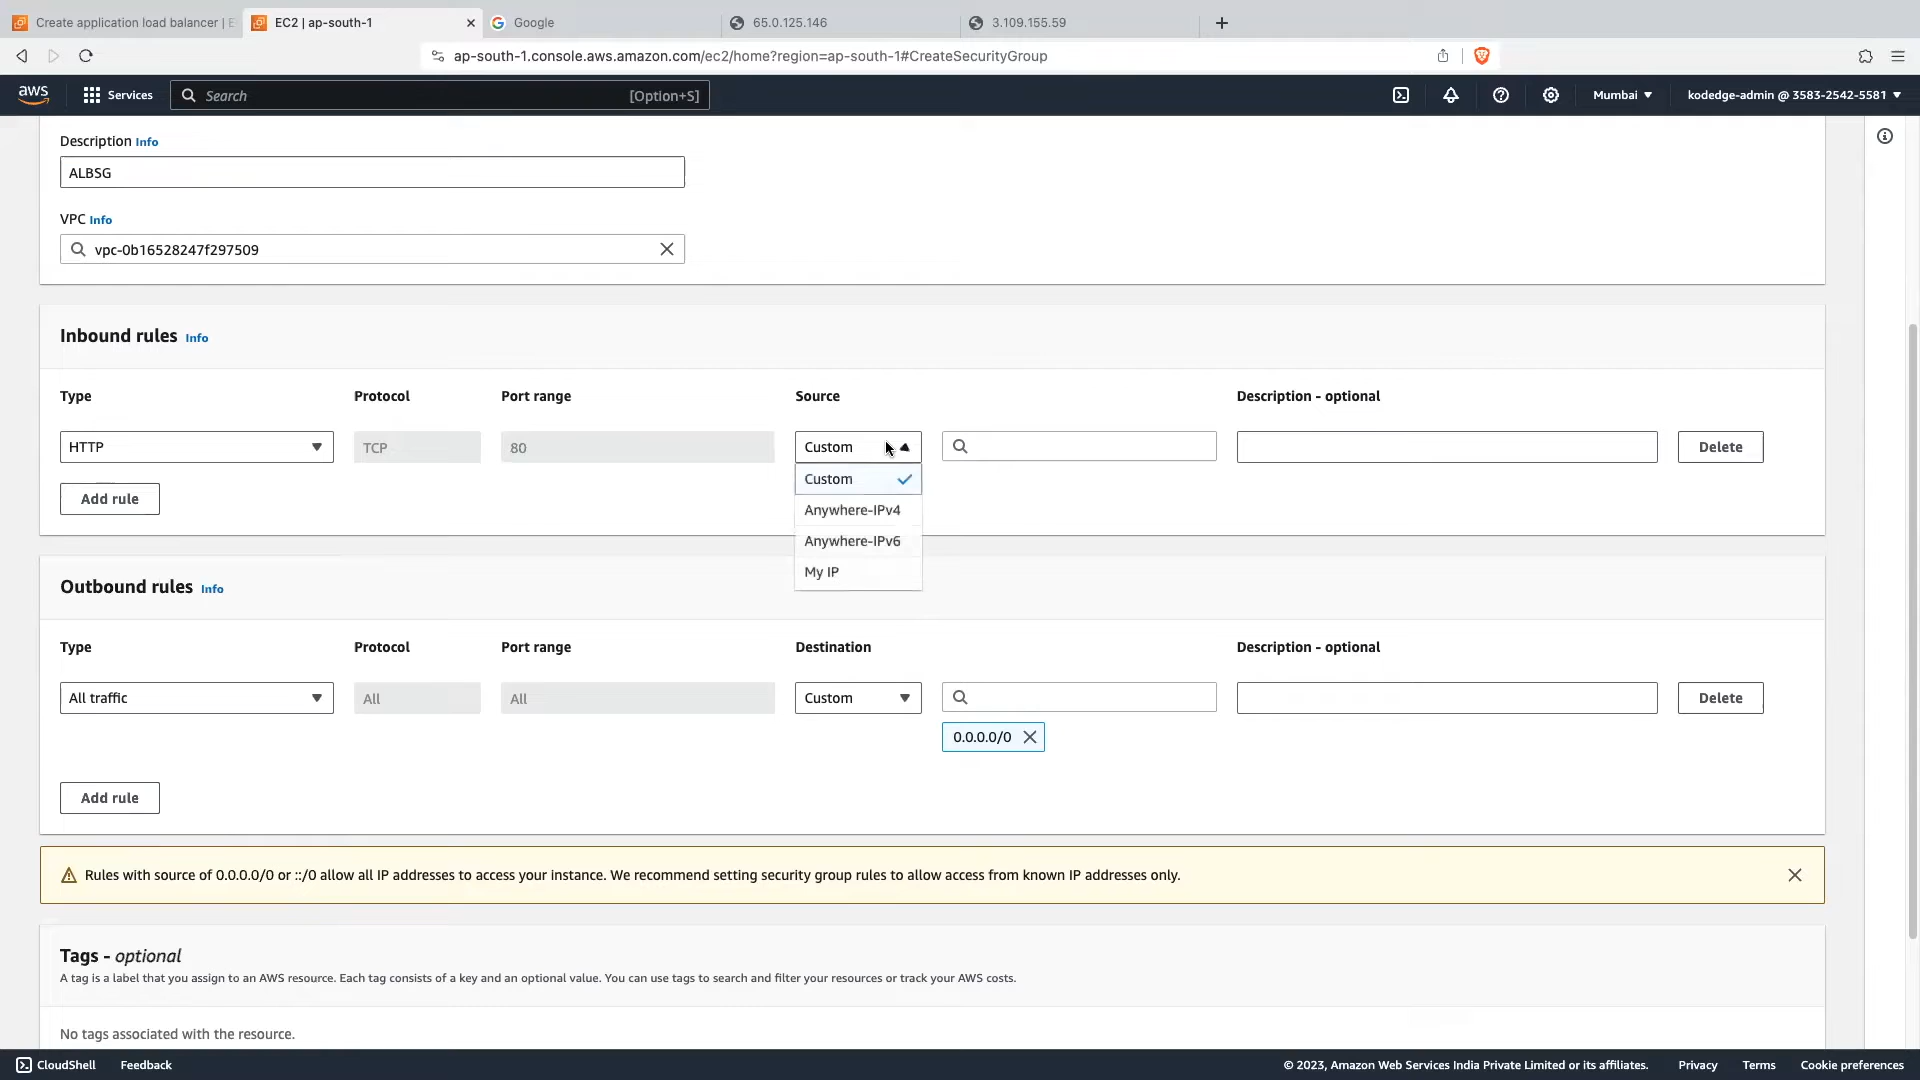 Create application load balancer | E
EC2 | ap-south-1
Google
65.0.125.146
3.109.155.59
ap-south-1.console.aws.amazon.com/ec2/home?region=ap-south-1#CreateSecurityGroup
aws
Services
Search
[Option+S]
Mumbai
kodedge-admin @ 3583-2542-5581
Description Info
ALBSG
VPC Info
vpc-0b16528247f297509
Inbound rules Info
Type Protocol Port range Source Description - optional
HTTP TCP 80 Custom Delete
Custom
Add rule
Anywhere-IPv4
Anywhere-IPv6
My IP
Outbound rules Info
Type Protocol Port range Destination Description - optional
All traffic All All Custom Delete
0.0.0.0/0
Add rule
Rules with source of 0.0.0.0/0 or ::/0 allow all IP addresses to access your instance. We recommend setting security group rules to allow access from known IP addresses only.
Tags - optional
A tag is a label that you assign to an AWS resource. Each tag consists of a key and an optional value. You can use tags to search and filter your resources or track your AWS costs.
No tags associated with the resource.
CloudShell Feedback © 2023, Amazon Web Services India Private Limited or its affiliates. Privacy Terms Cookie preferences